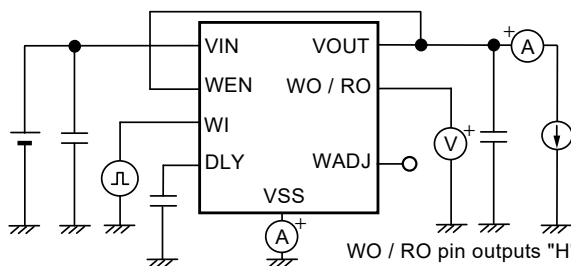 VIN VOUT
WEN WO / RO
WI
DLY WADJ
VSS
+ A
+ V
+
A +
WO / RO pin outputs "H"